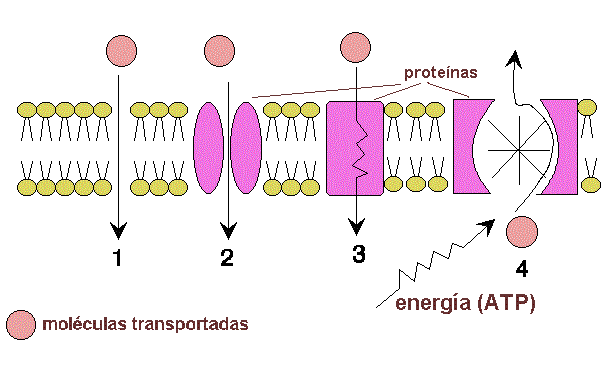 proteínas
1
2
3
4
energía (ATP)
moléculas transportadas